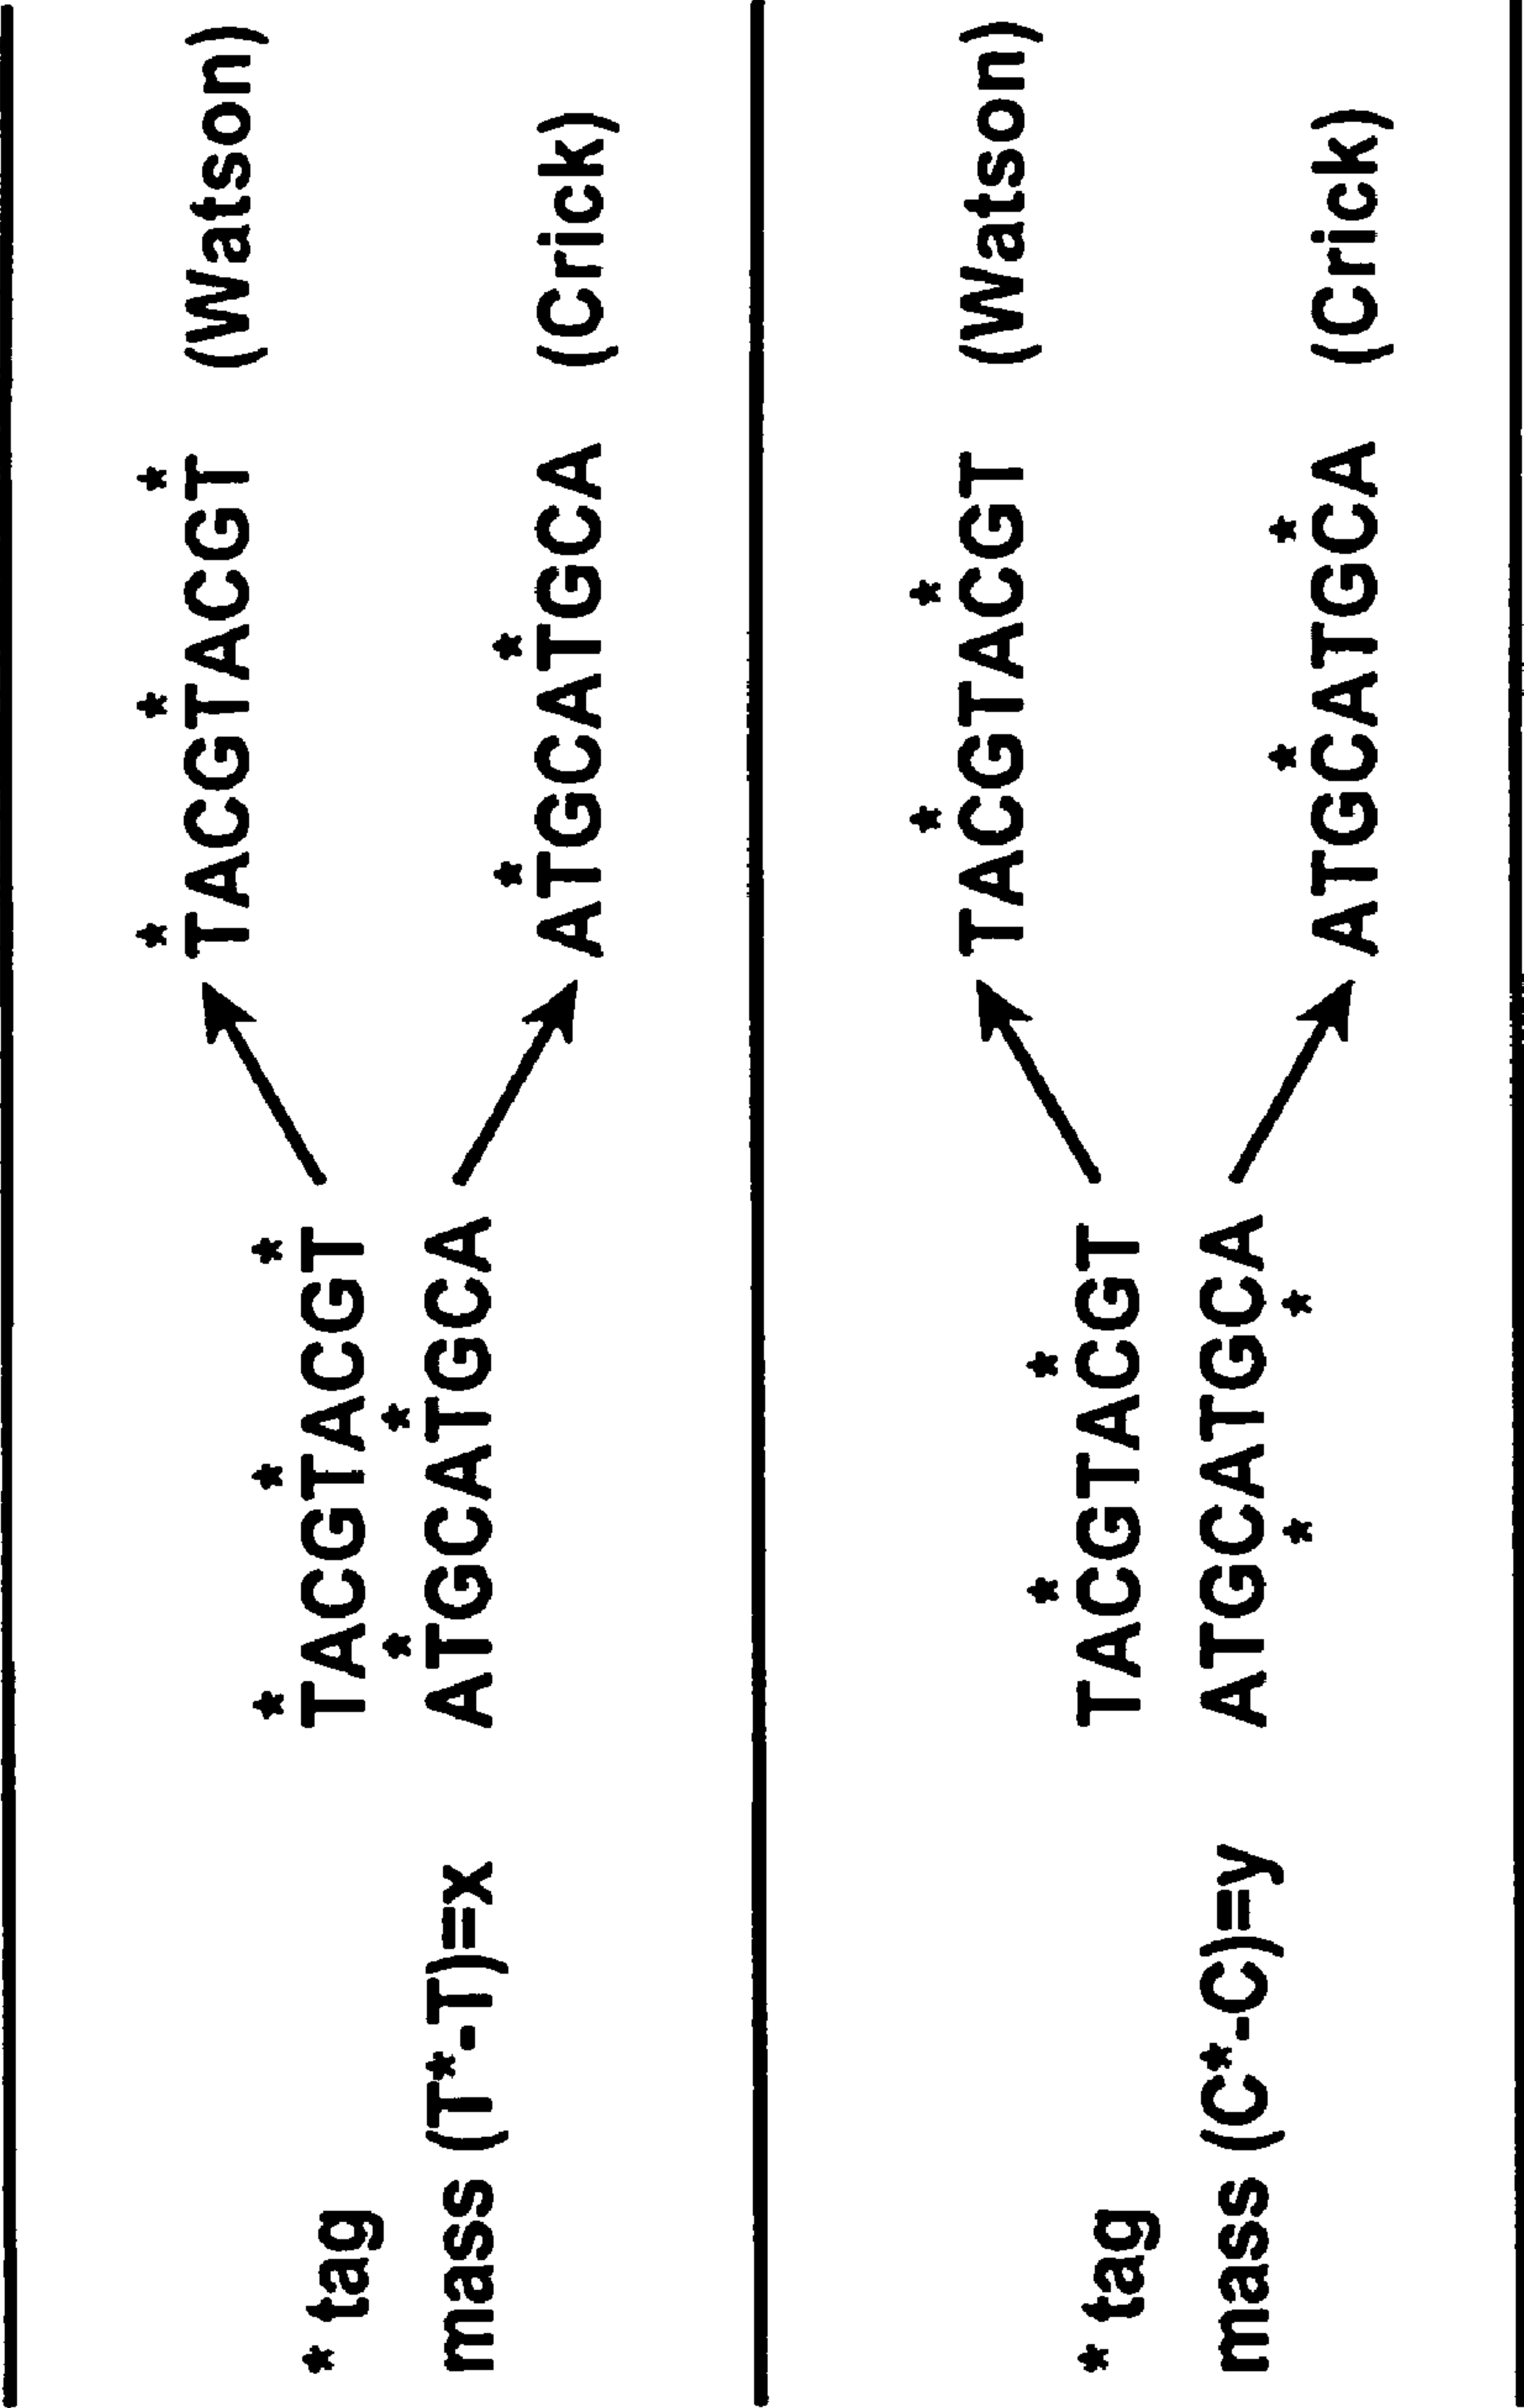 * * *
TACGTACGT (Watson)
* * *
* tag TACGTACGT
* *
mass (T*-T)=x ATGCATGCA
* *
ATGCATGCA (Crick)
* *
TACGTACGT (Watson)
* *
* tag TACGTACGT
mass (C*-C)=y ATGCATGCA
* *
* *
ATGCATGCA (Crick)